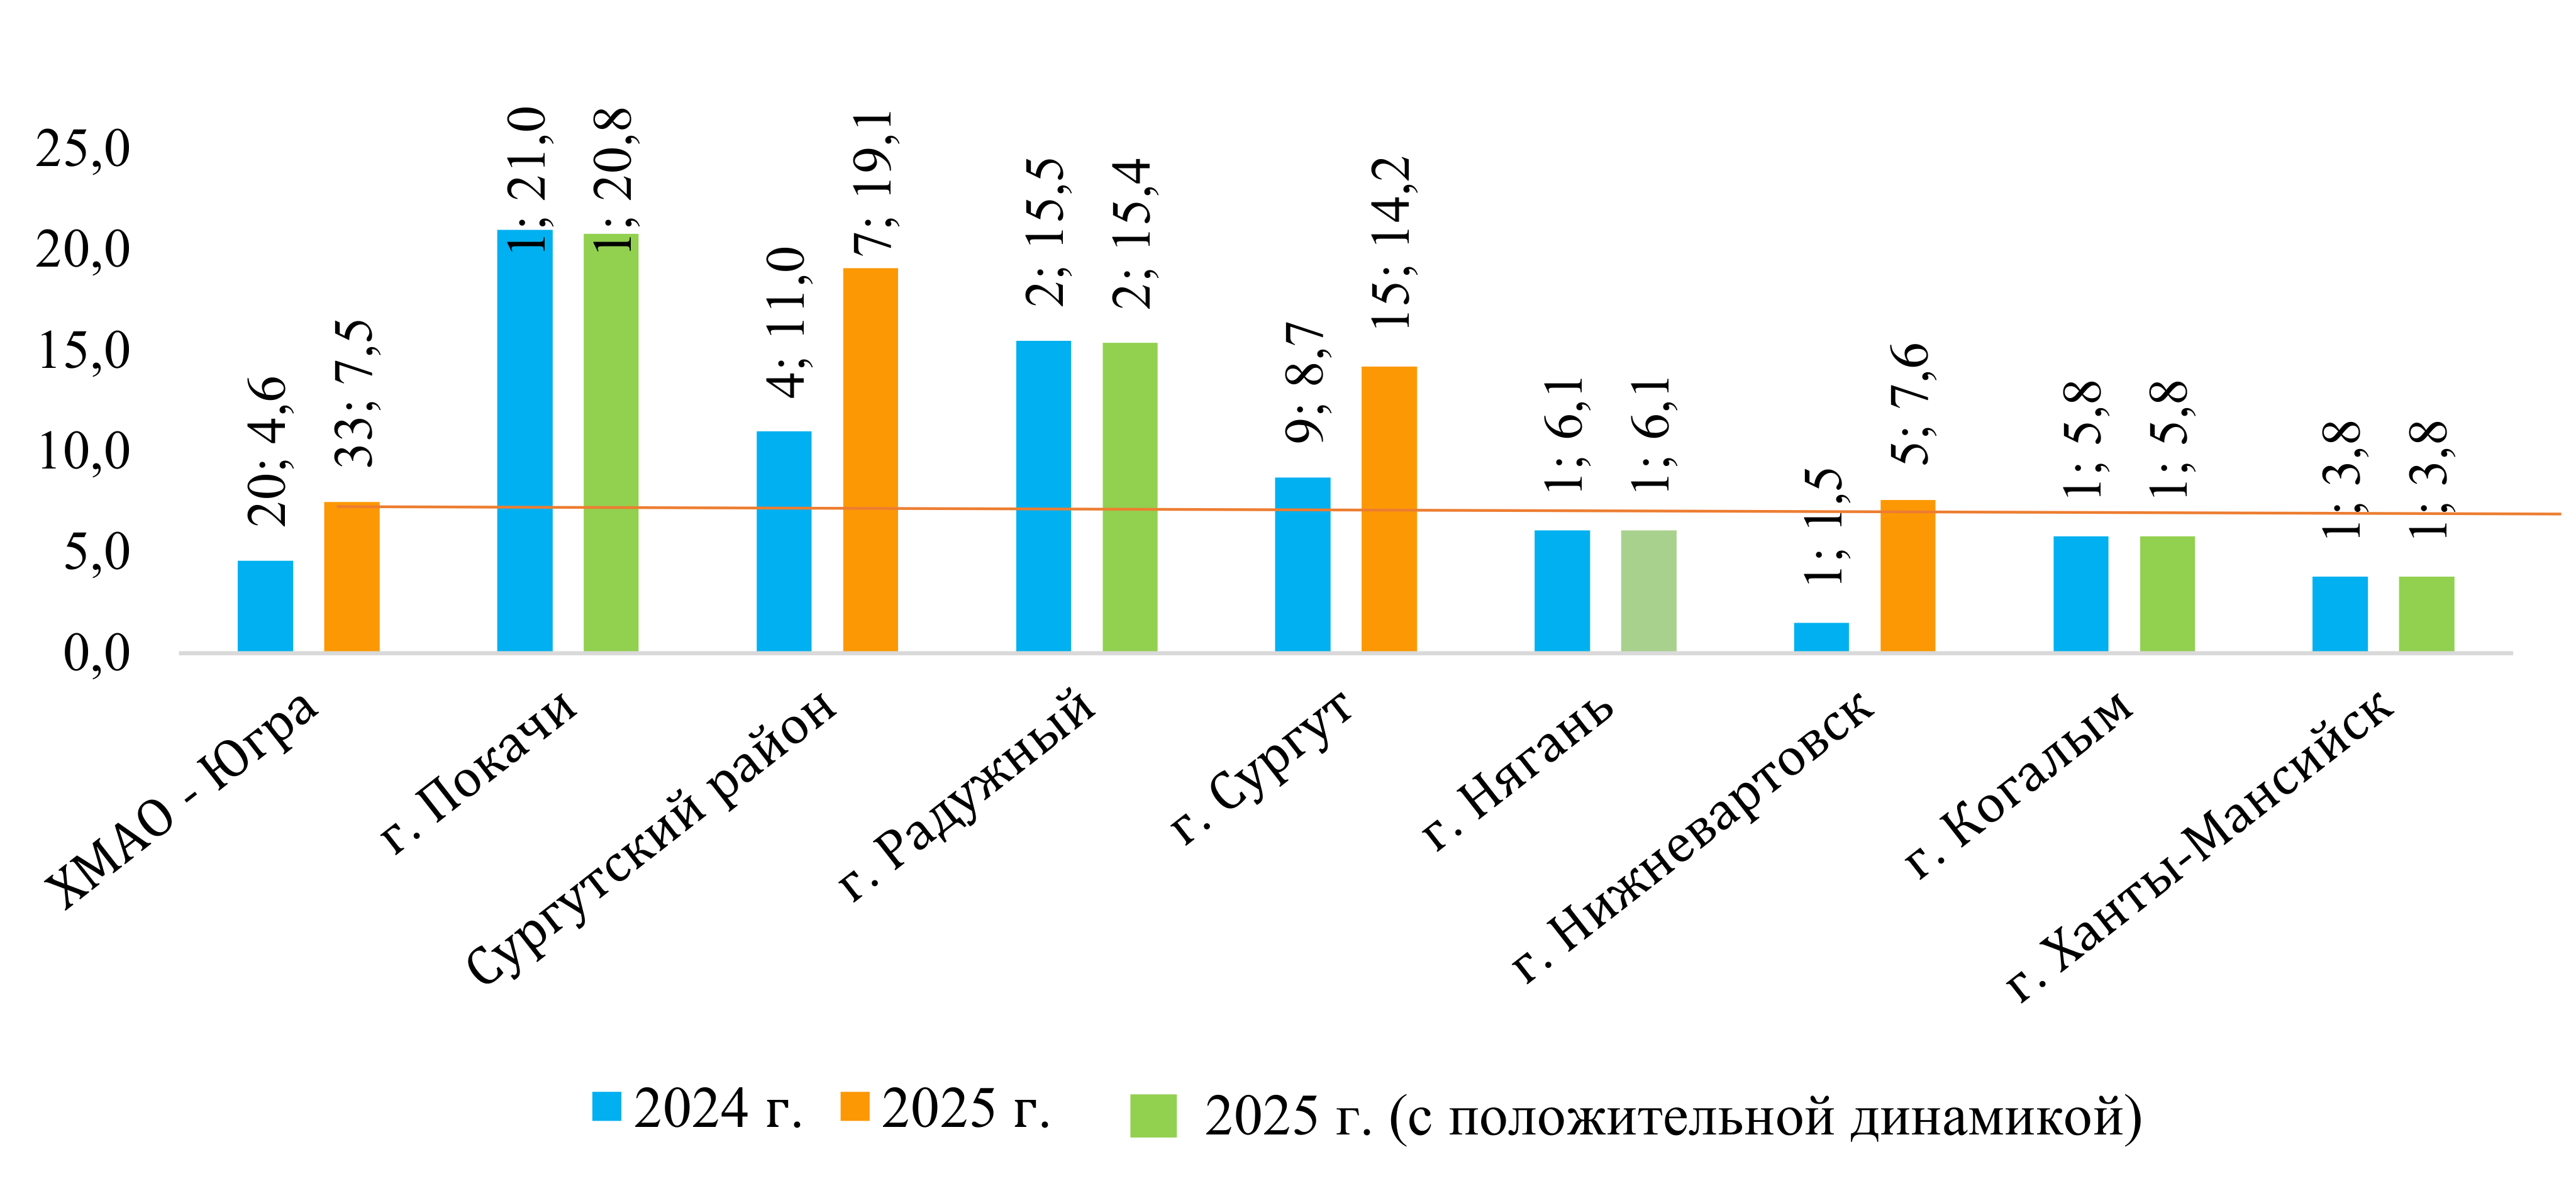 25,0
20,0
15,0
10,0
5,0
0,0
20; 4,6
33; 7,5
1; 21,0
1; 20,8
4; 11,0
7; 19,1
2; 15,5
2; 15,4
9; 8,7
15; 14,2
1; 6,1
1; 6,1
1; 1,5
5; 7,6
1; 5,8
1; 5,8
1; 3,8
1; 3,8
ХМАО - Югра
г. Покачи
Сургутский район
г. Радужный
г. Сургут
г. Нягань
г. Нижневартовск
г. Когалым
г. Ханты-Мансийск
2024 г.
2025 г.
2025 г. (с положительной динамикой)